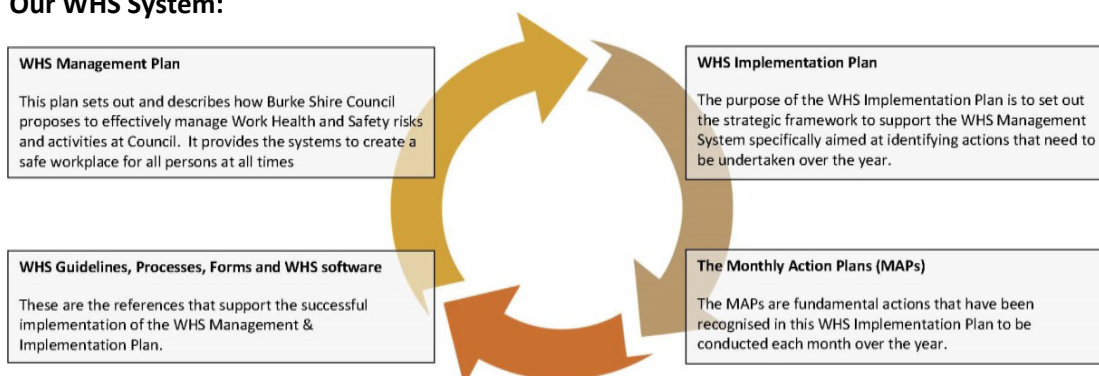 Our WHS System:
WHS Management Plan
This plan sets out and describes how Burke Shire Council
proposes to effectively manage Work Health and Safety risks
and activities at Council.  It provides the systems to create a
safe workplace for all persons at all times
WHS Implementation Plan
The purpose of the WHS Implementation Plan is to set out
the strategic framework to support the WHS Management
System specifically aimed at identifying actions that need to
be undertaken over the year.
WHS Guidelines, Processes, Forms and WHS software
These are the references that support the successful
implementation of the WHS Management &
Implementation Plan.
The Monthly Action Plans (MAPs)
The MAPs are fundamental actions that have been
recognised in this WHS Implementation Plan to be
conducted each month over the year.